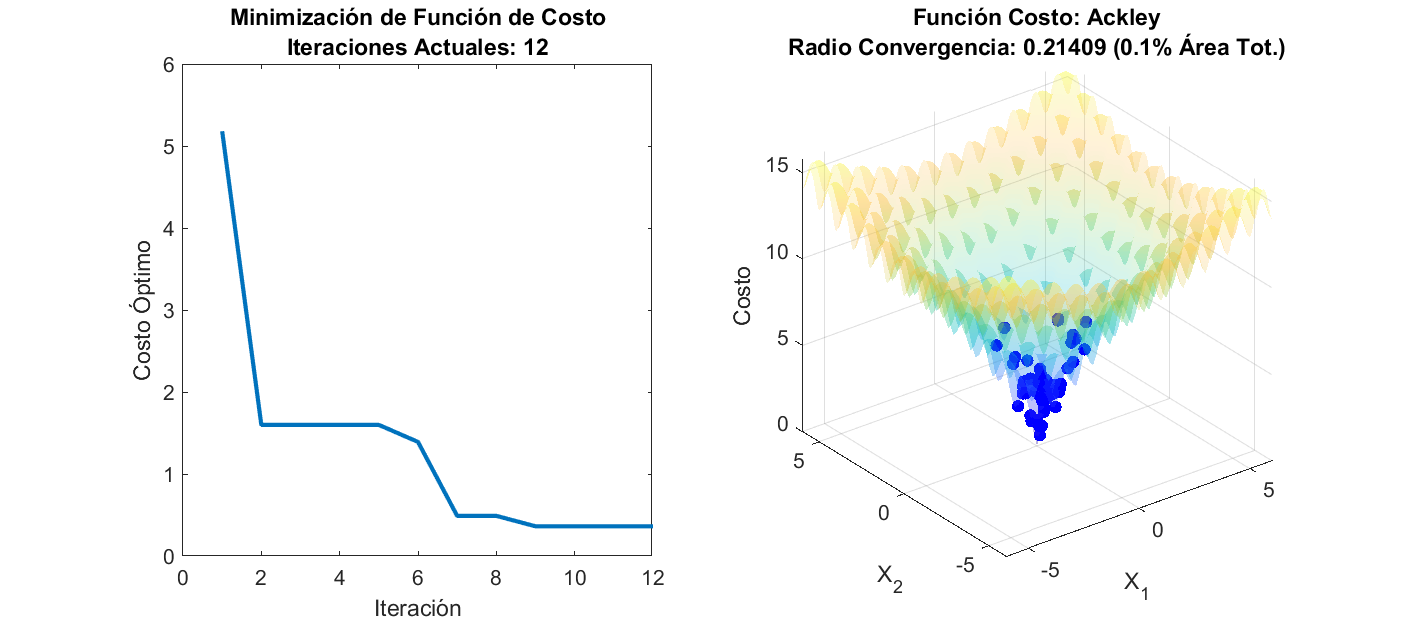 Minimización de Función de Costo
Iteraciones Actuales: 12
6
5
4
3
2
1
0
Costo Óptimo
0 2 4 6 8 10 12
Iteración
Función Costo: Ackley
Radio Convergencia: 0.21409 (0.1% Área Tot.)
15
10
5
0
Costo
5
0
-5
X2
-5
0
5
X1